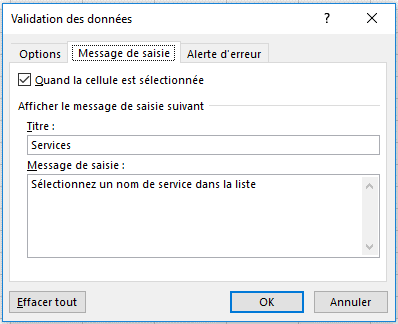 Validation des données
Options Message de saisie Alerte d'erreur
Quand la cellule est sélectionnée
Afficher le message de saisie suivant
Titre :
Services
Message de saisie :
Sélectionnez un nom de service dans la liste
Effacer tout OK Annuler